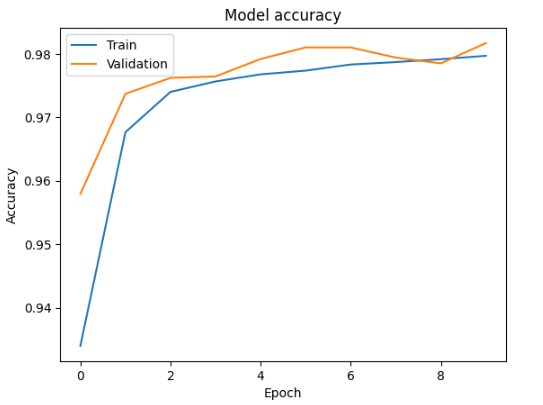 Model accuracy
Train
Validation
Accuracy
0.98
0.97
0.96
0.95
0.94
0 2 4 6 8
Epoch